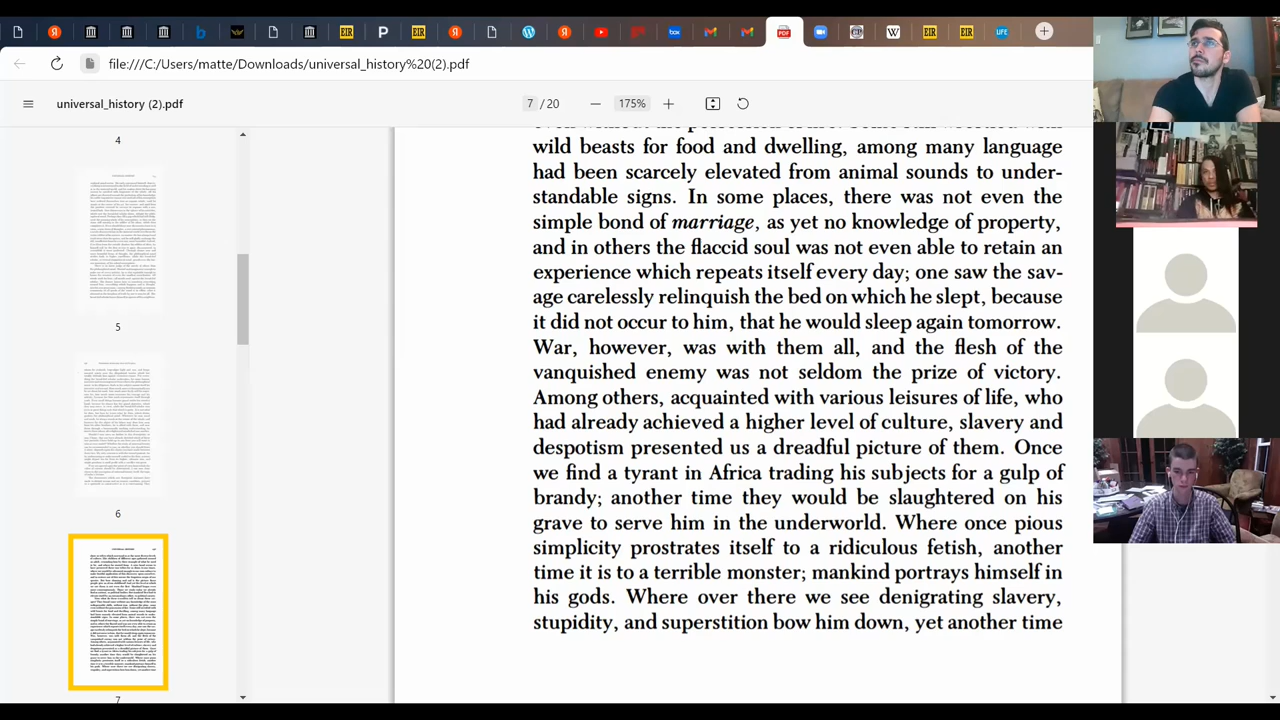 EIR P EIR box PDF EIR W EIR EIR LIFE
file:///C:/Users/matte/Downloads/universal_history%20(2).pdf
universal_history (2).pdf
7 / 20
175%
4
5
6
7
wild beasts for food and dwelling, among many language
had been scarcely elevated from animal sounds to under-
standable signs. In some places, there was not even the
simple bond of marriage, as yet no knowledge of property,
yet in others the flaccid soul was not even able to retain an
experience which repeats itself every day; one saw the sav-
age carelessly relinquish the bed on which he slept, because
it did not occur to him, that he would sleep again tomorrow.
War, however, was with them all, and the flesh of the
vanquished enemy was not seldom the prize of victory.
Among others, acquainted with various leisures of life, who
had already achieved a higher level of culture, slavery and
despotism presented us a dreadful picture of them. Once
we find a tyrant in Africa trading his subjects for a gulp of
brandy; another time they would be slaughtered on his
grave to serve him in the underworld. Where once pious
simplicity prostrates itself to a ridiculous fetish, another
time it is to a terrible monster; mankind portrays himself in
his gods. Where over there we see denigrating slavery,
stupidity, and superstition bow him down, yet another time